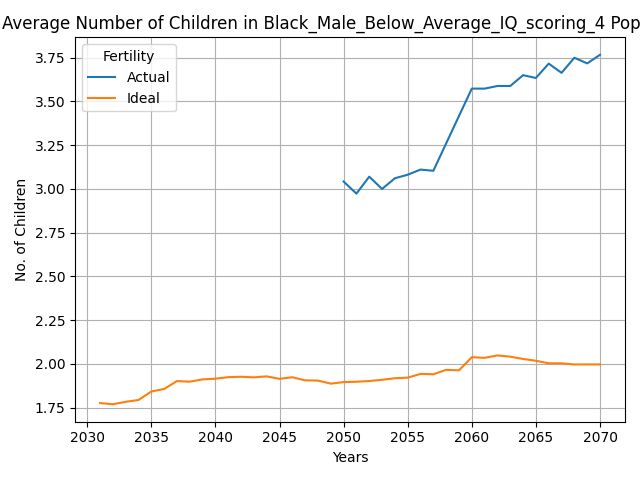 Average Number of Children in Black_Male_Below_Average_IQ_scoring_4 Pop
Fertility
Actual
Ideal
No. of Children
3.75
3.50
3.25
3.00
2.75
2.50
2.25
2.00
1.75
2030 2035 2040 2045 2050 2055 2060 2065 2070
Years